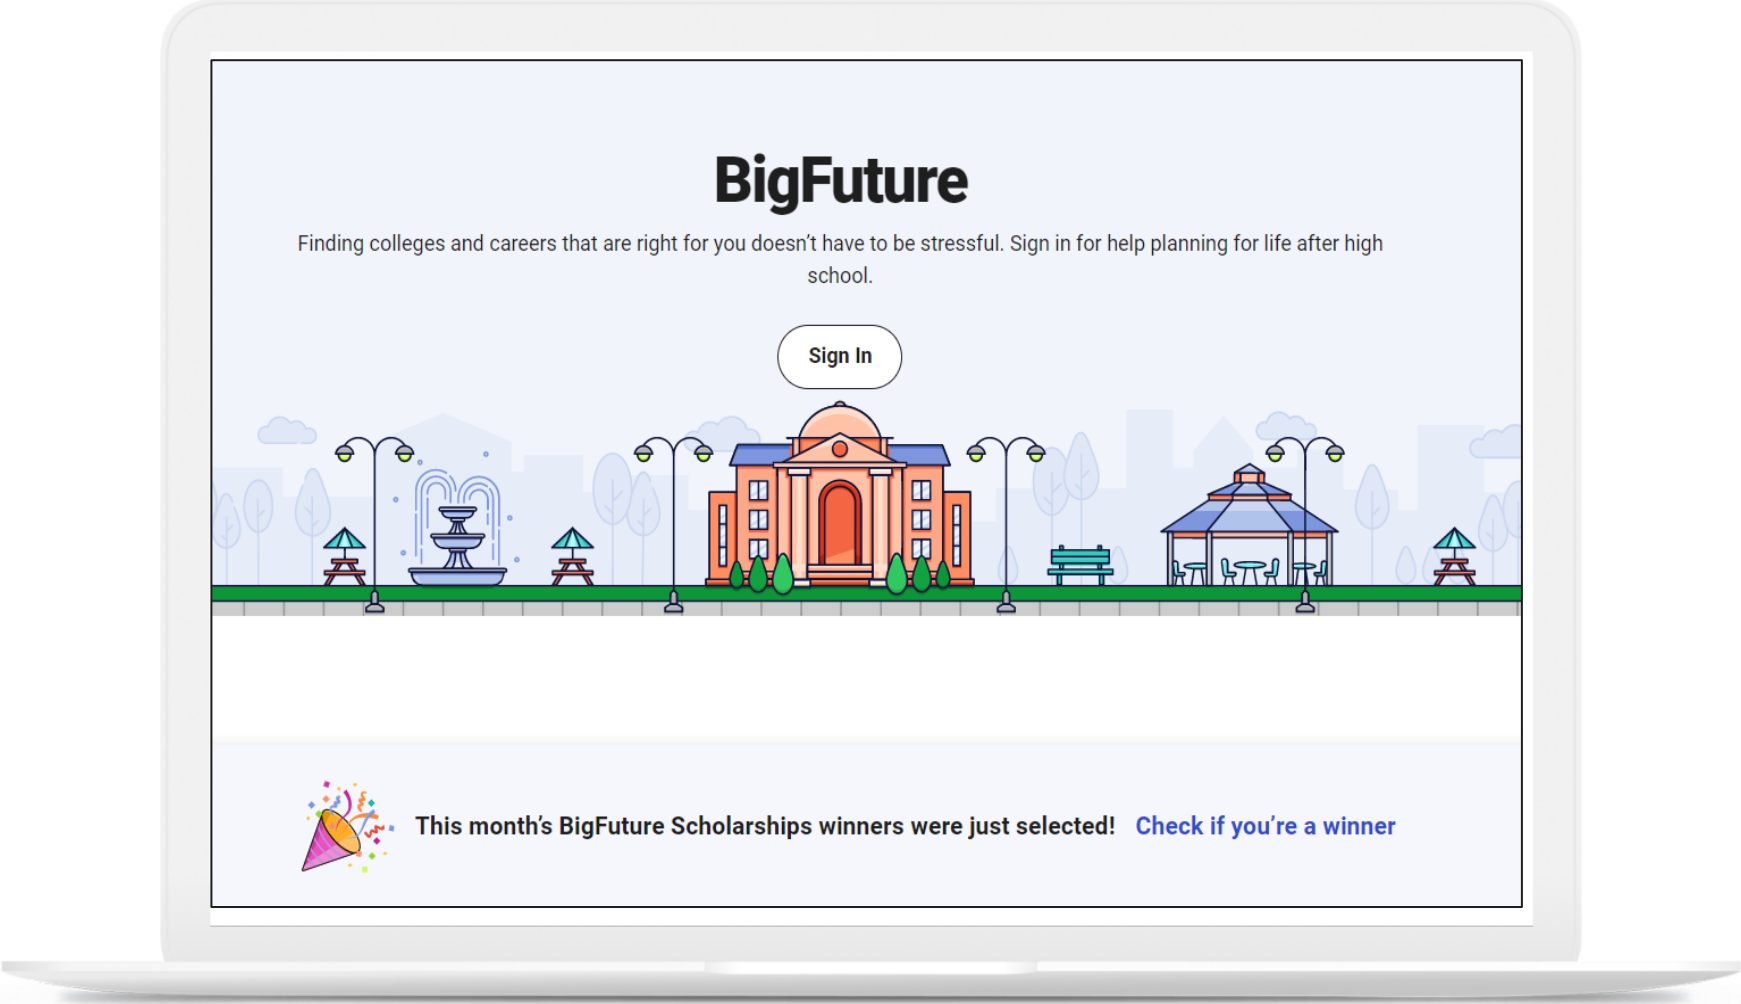 BigFuture
Finding colleges and careers that are right for you doesn’t have to be stressful. Sign in for help planning for life after high
school.
Sign In
This month’s BigFuture Scholarships winners were just selected! Check if you’re a winner